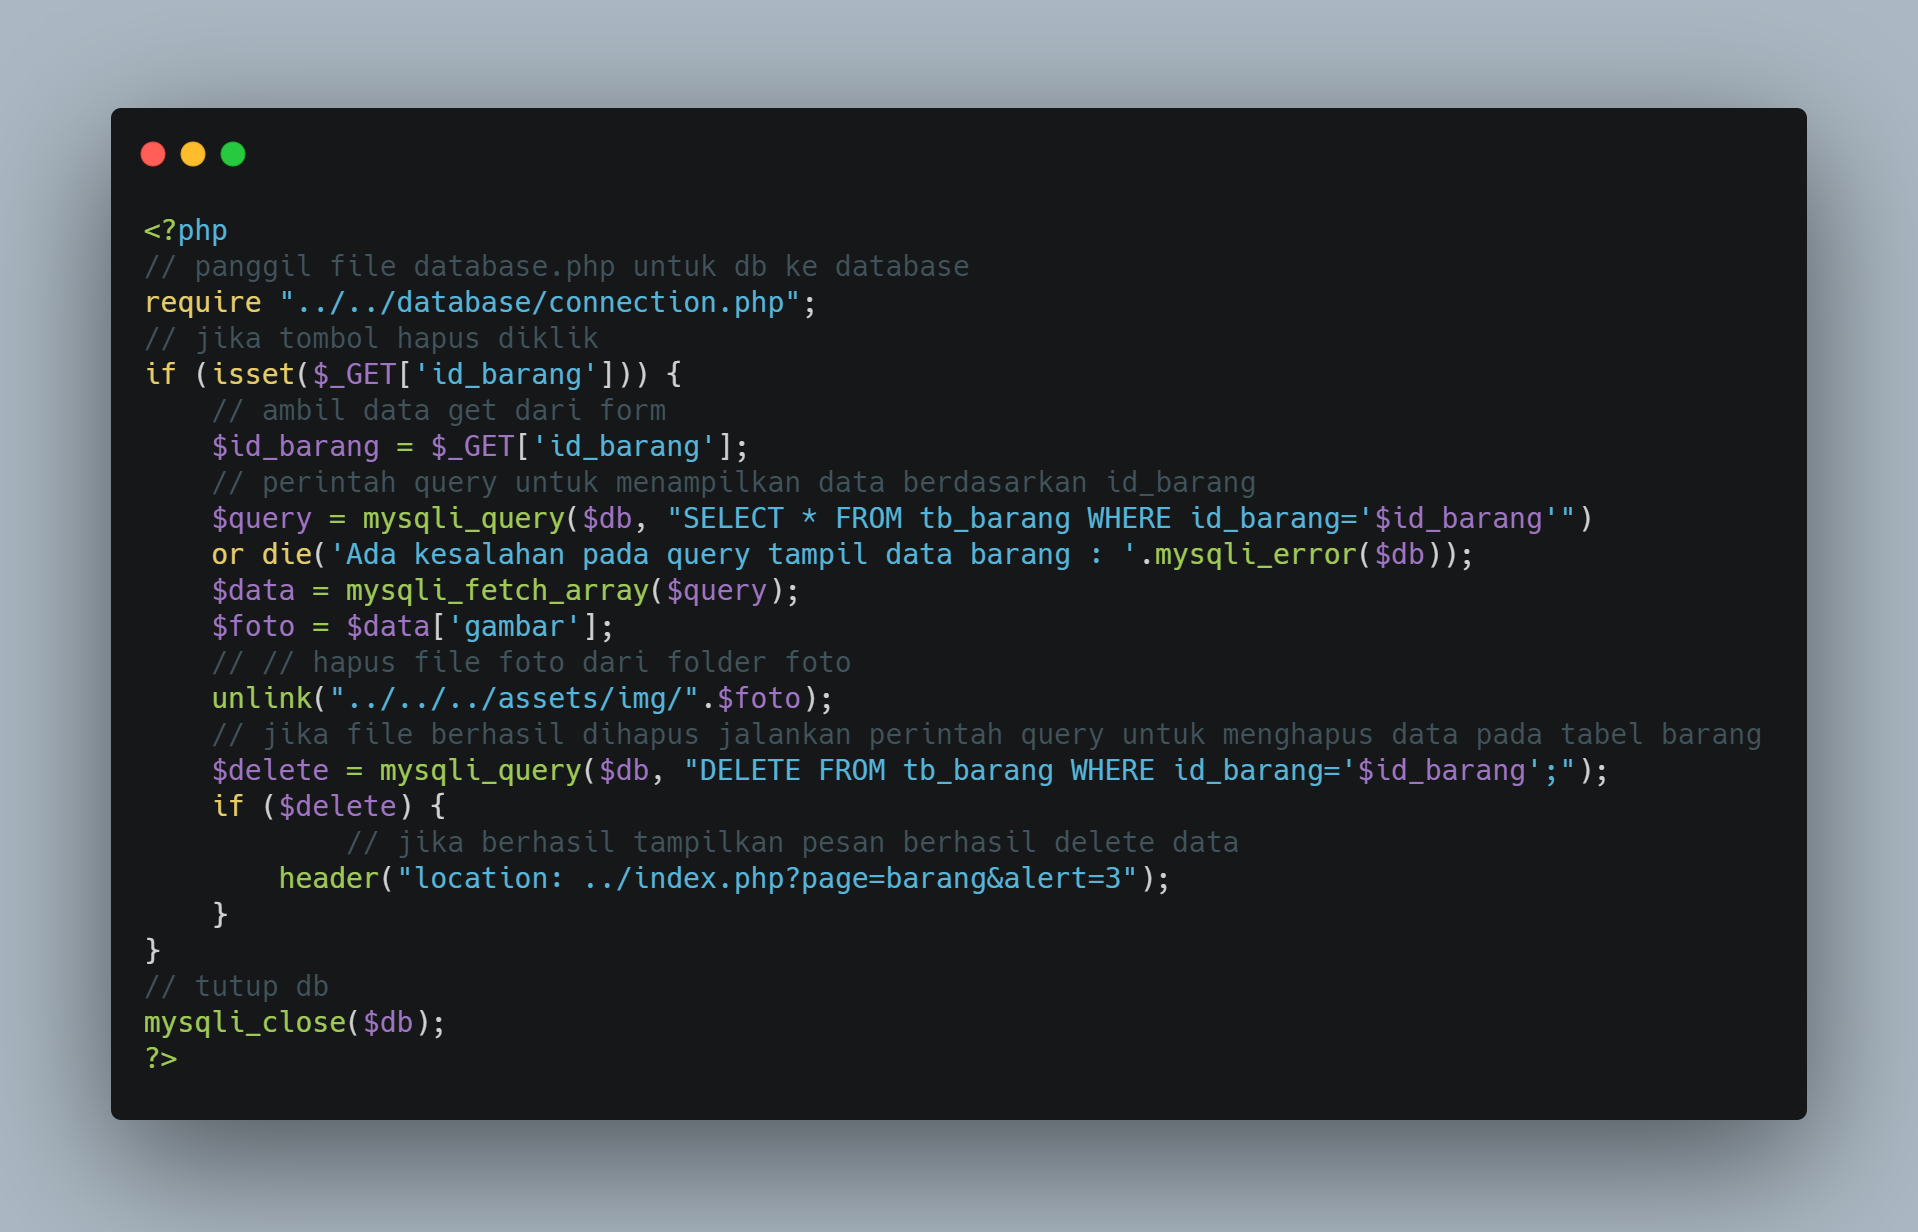 <?php
// panggil file database.php untuk db ke database
require "../../database/connection.php";
// jika tombol hapus diklik
if (isset($_GET['id_barang'])) {
    // ambil data get dari form
    $id_barang = $_GET['id_barang'];
    // perintah query untuk menampilkan data berdasarkan id_barang
    $query = mysqli_query($db, "SELECT * FROM tb_barang WHERE id_barang='$id_barang'")
    or die('Ada kesalahan pada query tampil data barang : '.mysqli_error($db));
    $data = mysqli_fetch_array($query);
    $foto = $data['gambar'];
    // // hapus file foto dari folder foto
    unlink("../../../assets/img/".$foto);
    // jika file berhasil dihapus jalankan perintah query untuk menghapus data pada tabel barang
    $delete = mysqli_query($db, "DELETE FROM tb_barang WHERE id_barang='$id_barang';");
    if ($delete) {
            // jika berhasil tampilkan pesan berhasil delete data
        header("location: ../index.php?page=barang&alert=3");
    }
}
// tutup db
mysqli_close($db);
?>